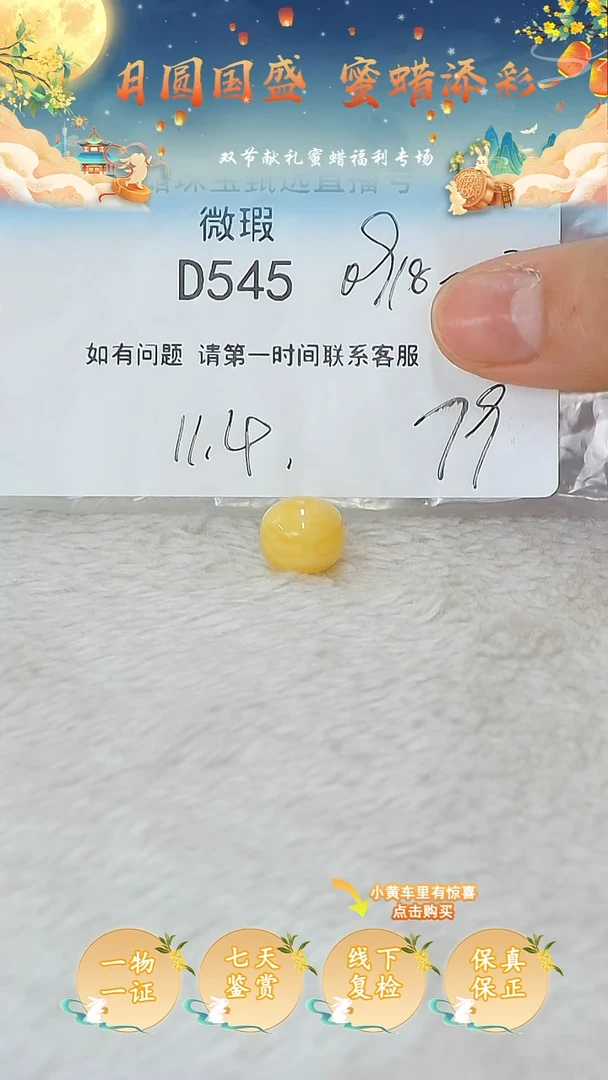 月圆国盛 蜜蜡添彩
双节献礼蜜蜡福利专场
微瑕
D545
如有问题 请第一时间联系客服
11.4.
79
小黄车里有惊喜
点击购买
一物
一证
七天
鉴赏
线下
复检
保真
保正